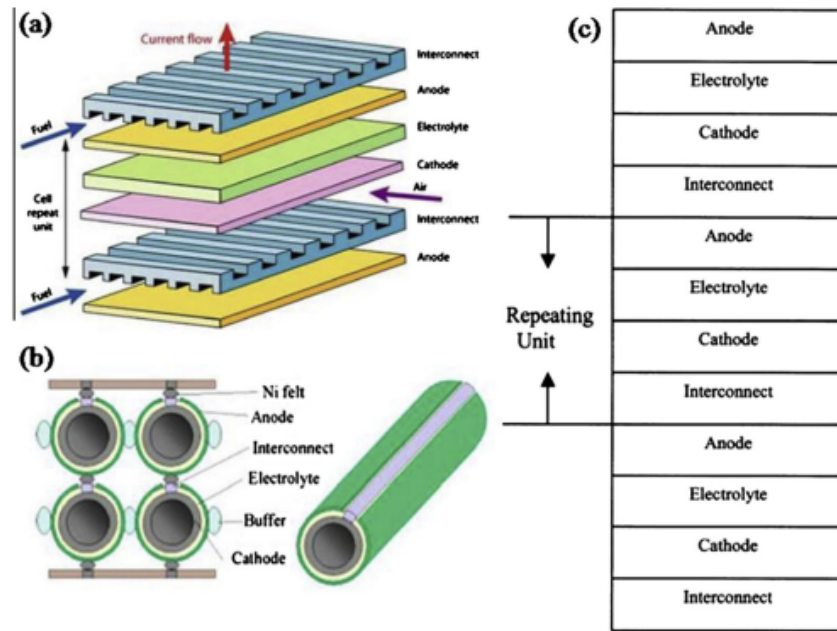 (a)
Current flow
Interconnect
Anode
Fuel
Electrolyte
Cathode
Air
Cell
repeat
unit
Interconnect
Anode
Fuel
(b)
Ni felt
Anode
Interconnect
Electrolyte
Buffer
Cathode
(c)
Anode
Electrolyte
Cathode
Interconnect
Anode
Electrolyte
Repeating
Unit
Cathode
Interconnect
Anode
Electrolyte
Cathode
Interconnect